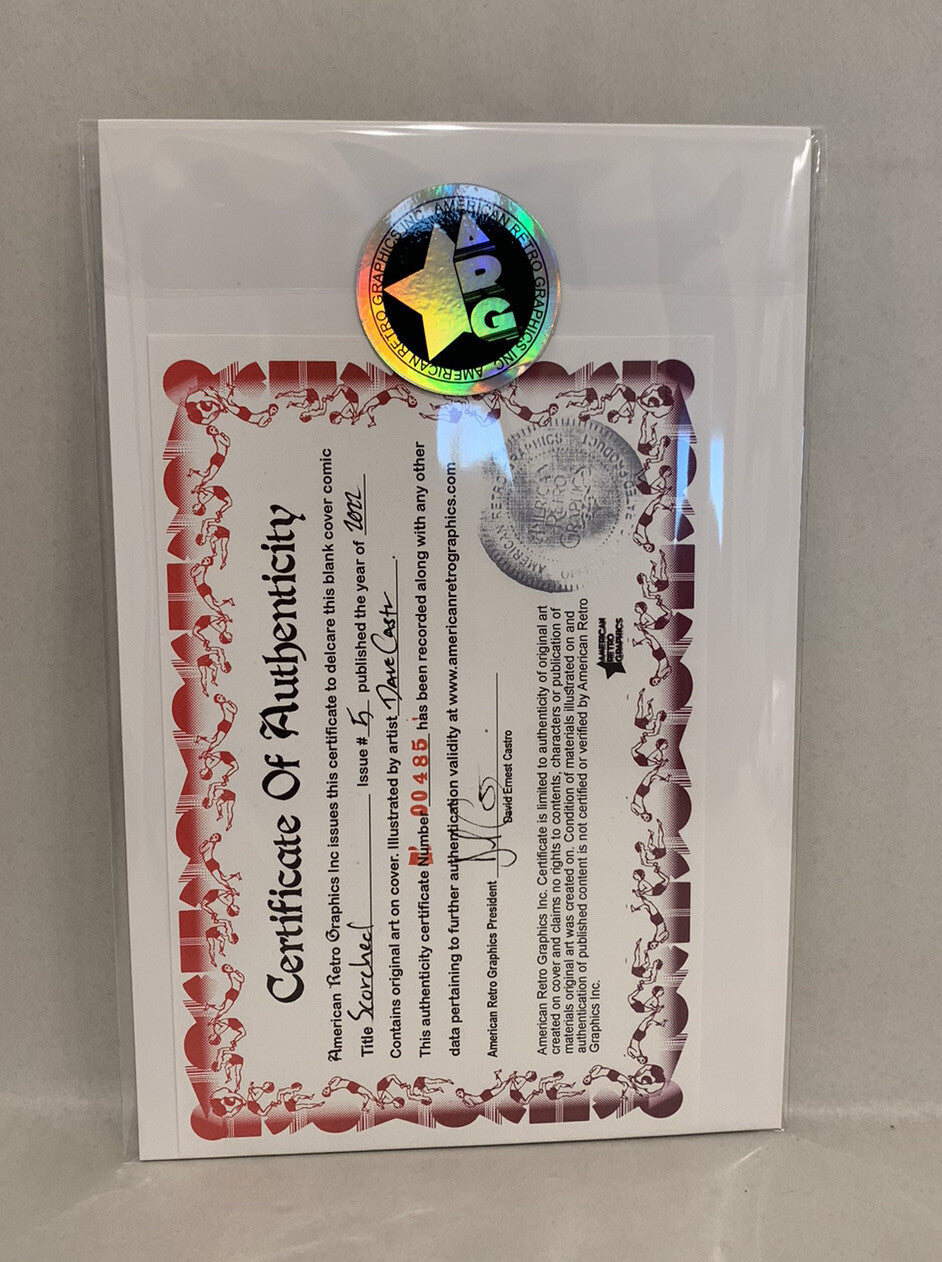 AMERICAN RETRO GRAPHICS INC. AMERICAN RETRO GRAPHICS INC.
ARG
Certificate Of Authenticity
American Retro Graphics Inc issues this certificate to delcare this blank cover comic
Title Scorched Issue # 5 published the year of 2022
Contains original art on cover. Illustrated by artist Dave Castr.
This authenticity certificate Number 00485 has been recorded along with any other
data pertaining to further authentication validity at www.americanretrographics.com
American Retro Graphics President
David Ernest Castro
American Retro Graphics Inc. Certificate is limited to authenticity of original art
created on cover and claims no rights to contents, characters or publication of
materials original art was created on. Condition of materials illustrated on and
authentication of published content is not certified or verified by American Retro
Graphics Inc.
AMERICAN
RETRO
GRAPHICS
AMERICAN RETRO GRAPHICS
AMERICAN
RETRO
GRAPHICS